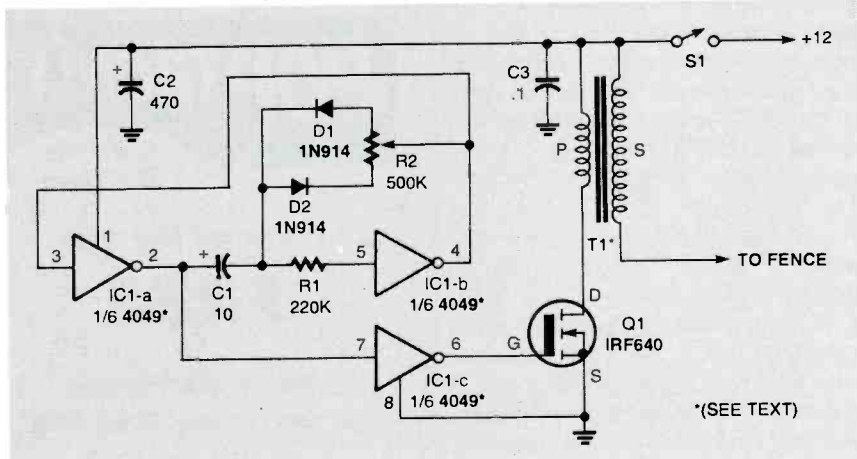 +12
S1
+
C2
470
C3
.1
D1
1N914
R2
500K
D2
1N914
P
S
T1*
TO FENCE
3
1
2
IC1-a
1/6 4049*
+
C1
10
R1
220K
5
4
IC1-b
1/6 4049*
7
6
IC1-c
8
1/6 4049*
G
D
S
Q1
IRF640
*(SEE TEXT)